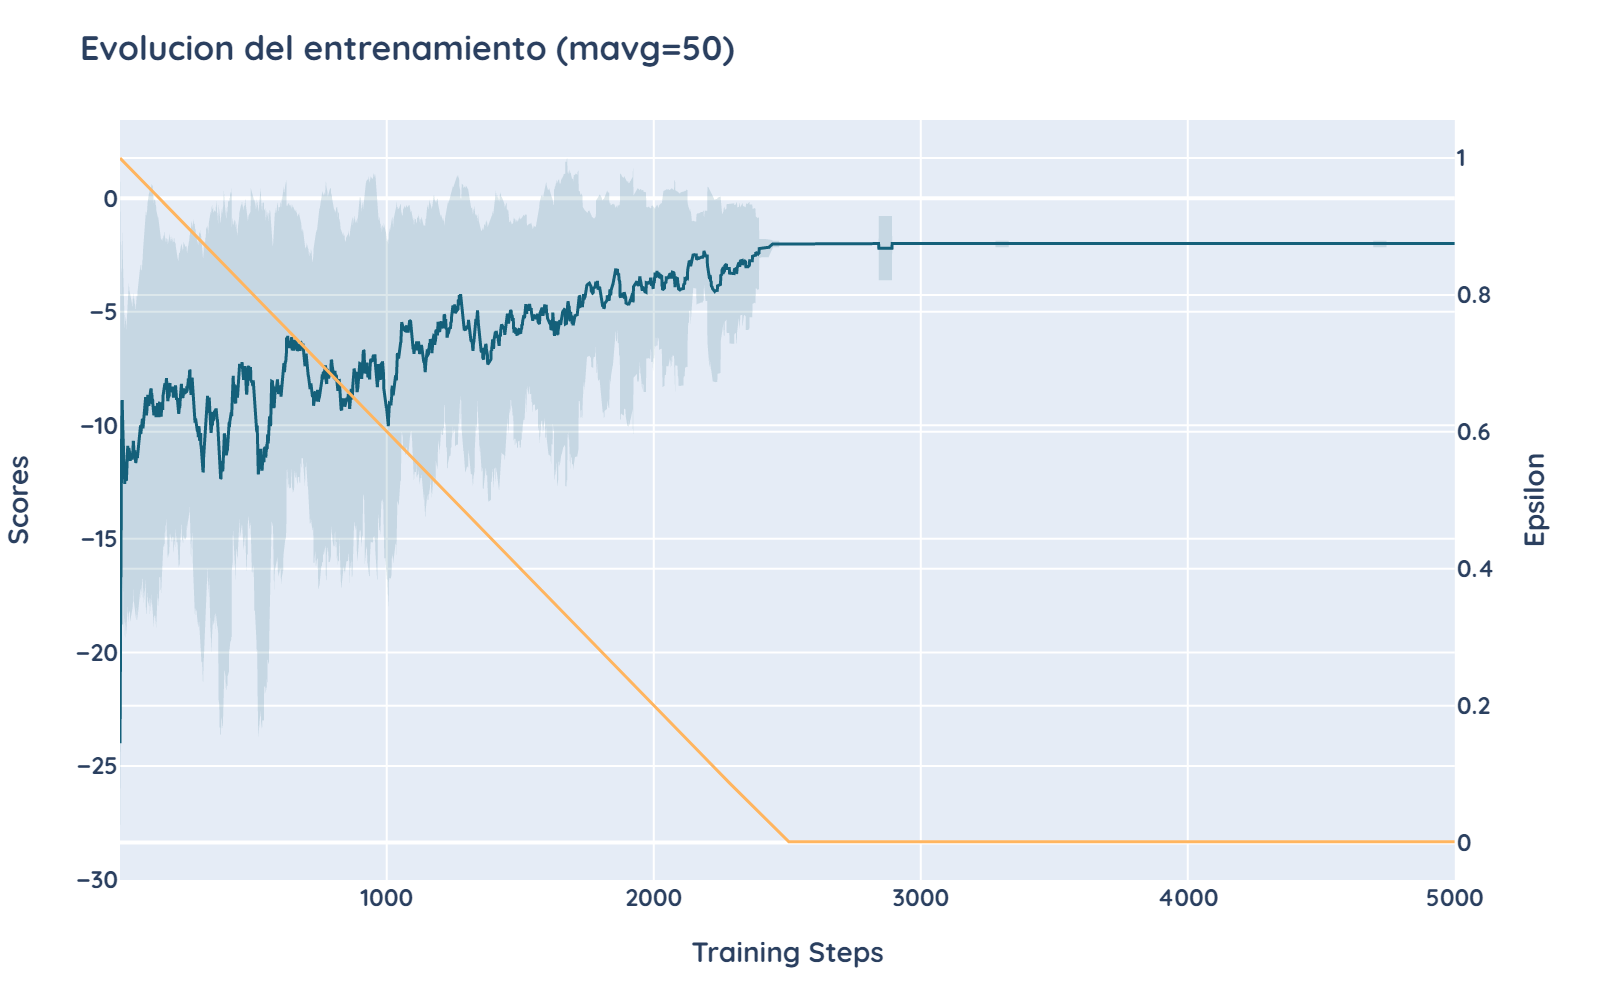 Evolucion del entrenamiento (mavg=50)
0
−5
−10
−15
−20
−25
−30
Scores
1
0.8
0.6
0.4
0.2
0
Epsilon
1000 2000 3000 4000 5000
Training Steps